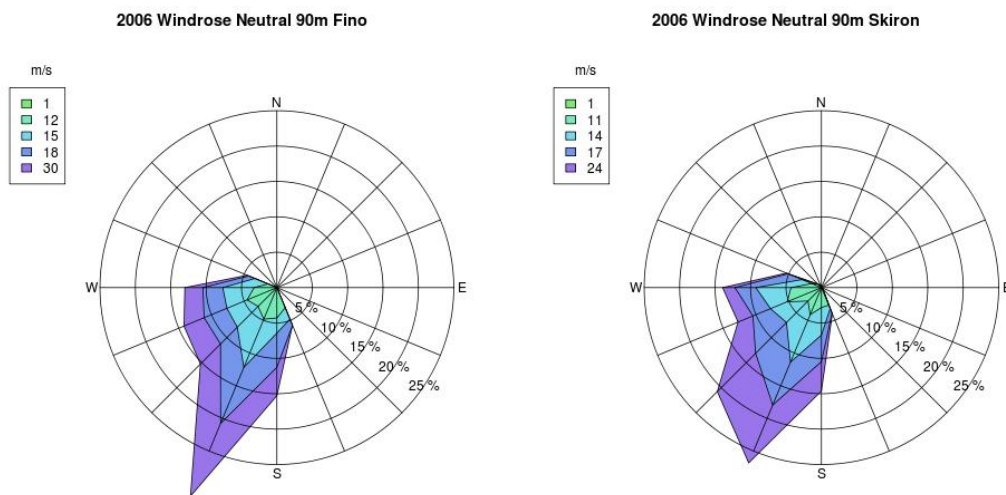 2006 Windrose Neutral 90m Fino
m/s
1
12
15
18
30
N
W
E
S
5 %
10 %
15 %
20 %
25 %
2006 Windrose Neutral 90m Skiron
m/s
1
11
14
17
24
N
W
E
S
5 %
10 %
15 %
20 %
25 %